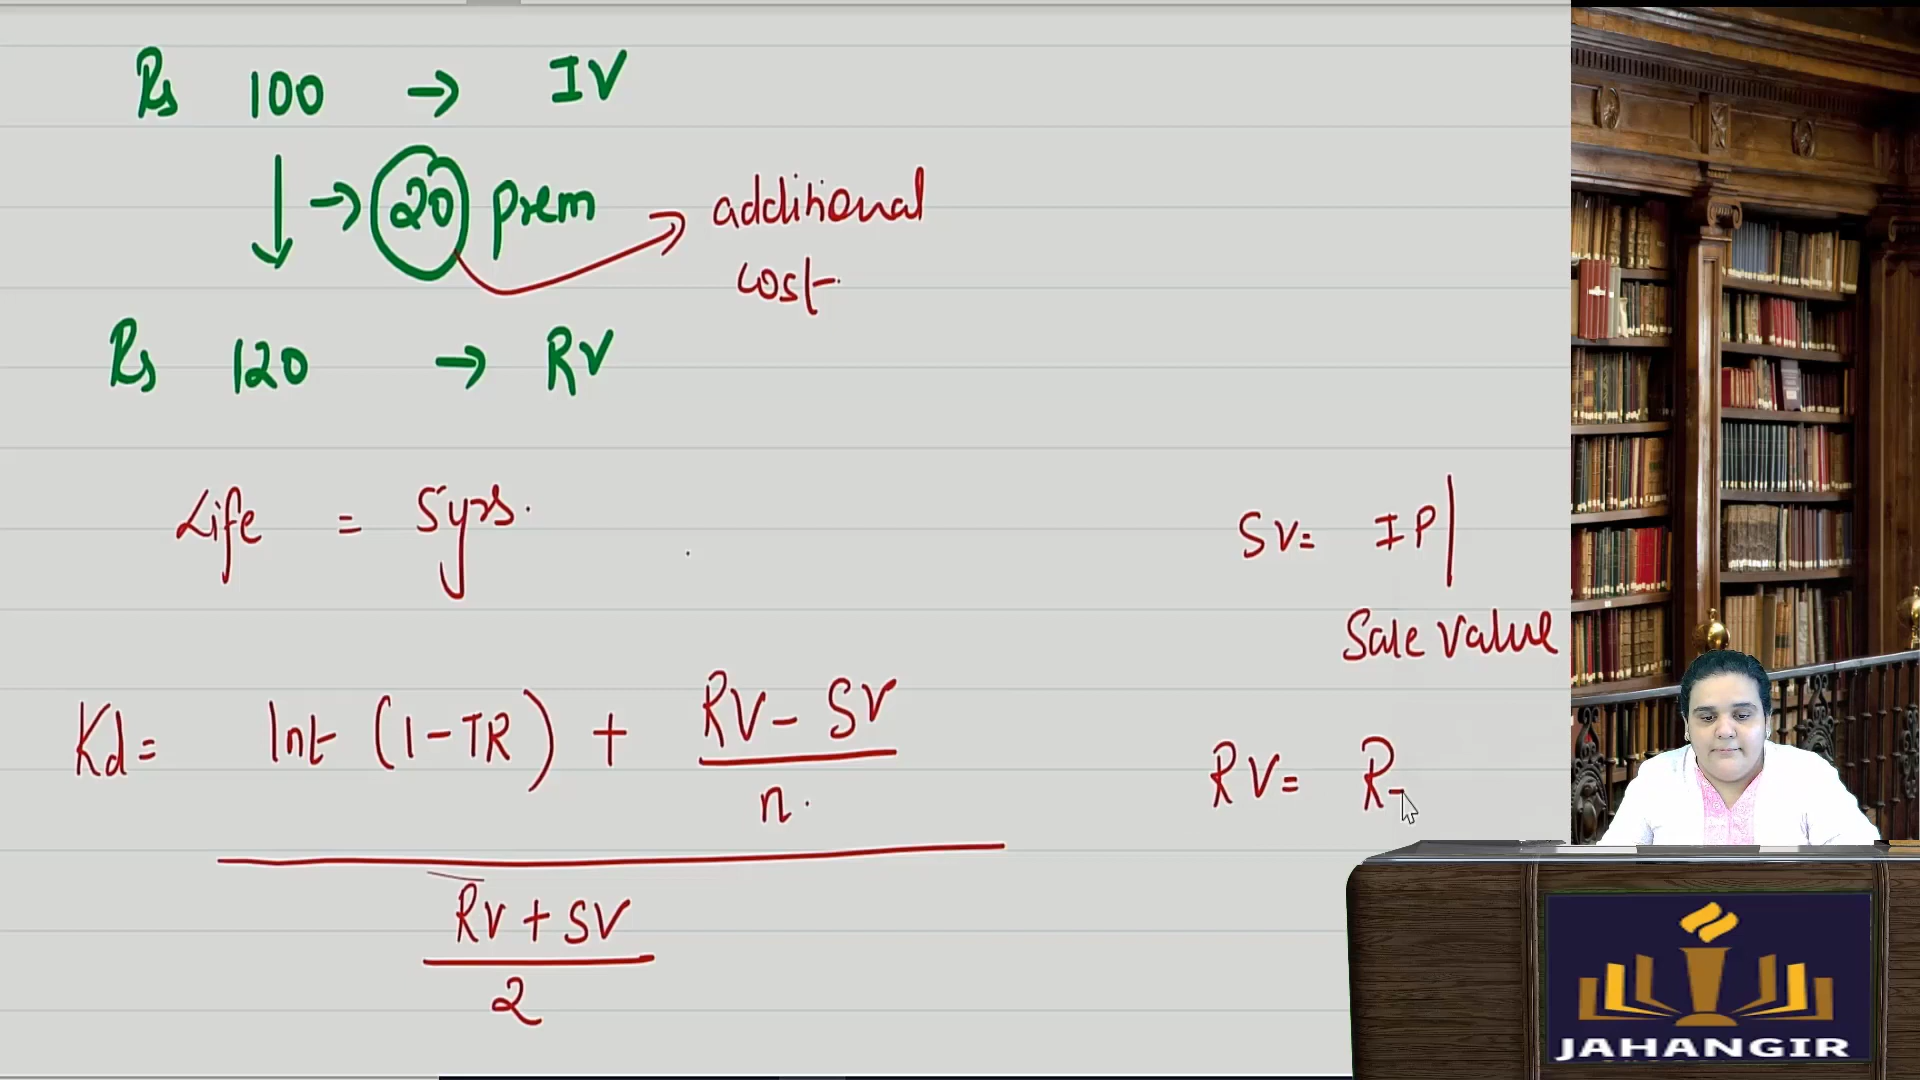 Rs 100 → IV
↓ → 20 prem → additional
cost
Rs 120 → RV
Life = 5yrs.
SV = IP|
Sale Value
Kd = Int (1-TR) + RV - SV
n
RV + SV
2
RV = R
JAHANGIR